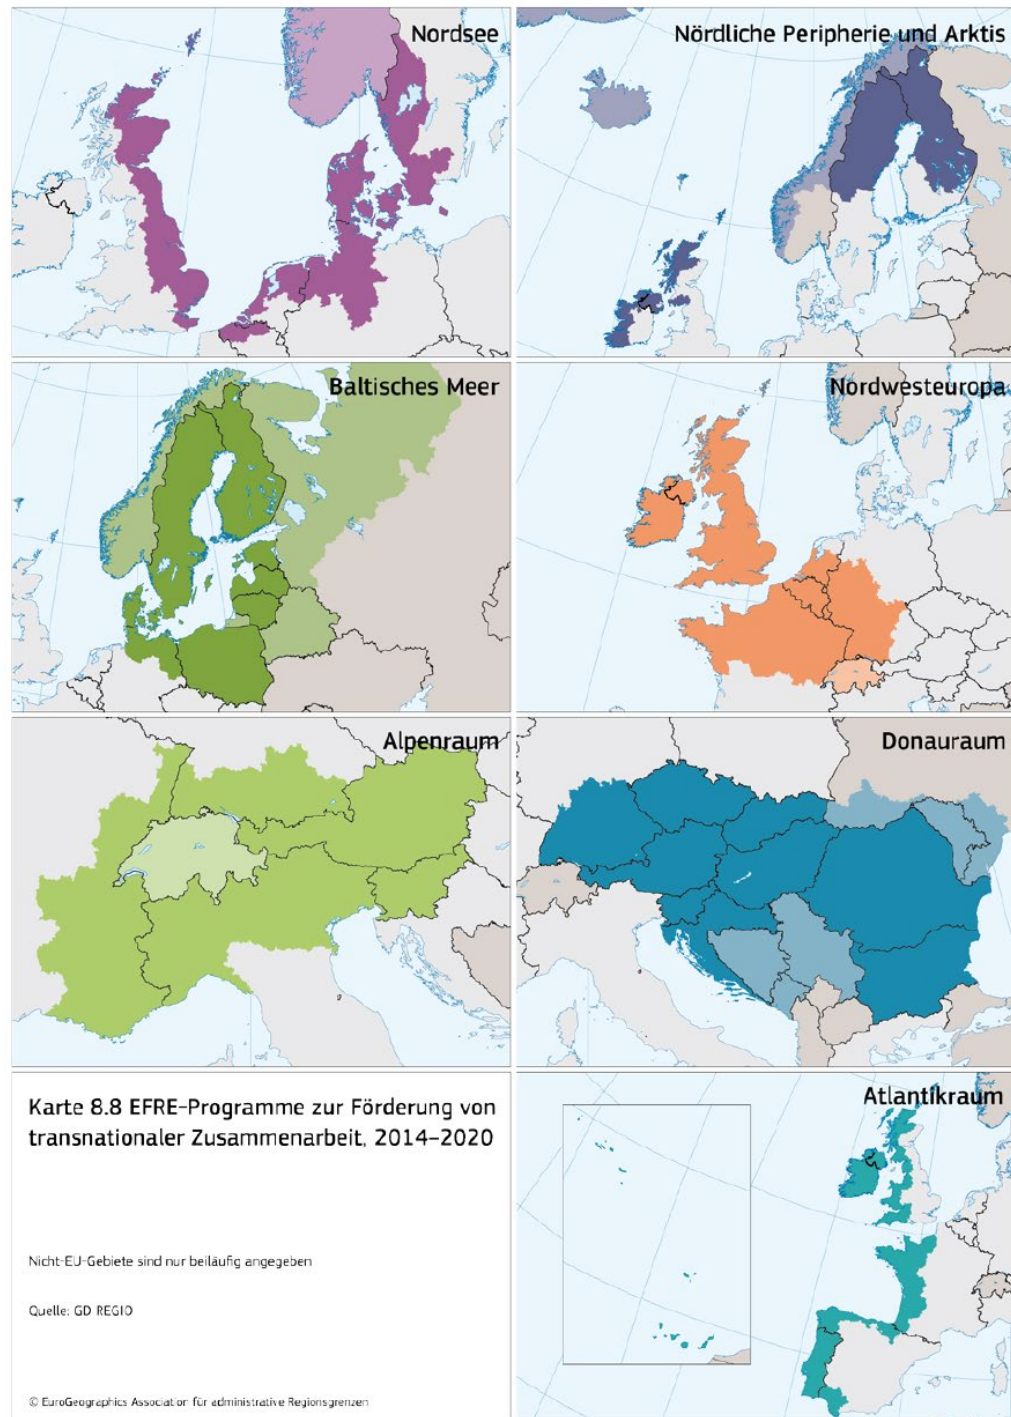 Nordsee
Nördliche Peripherie und Arktis
Baltisches Meer
Nordwesteuropa
Alpenraum
Donauraum
Karte 8.8 EFRE-Programme zur Förderung von
transnationaler Zusammenarbeit, 2014–2020
Nicht-EU-Gebiete sind nur beiläufig angegeben
Quelle: GD REGIO
© EuroGeographics Association für administrative Regionsgrenzen
Atlantikraum